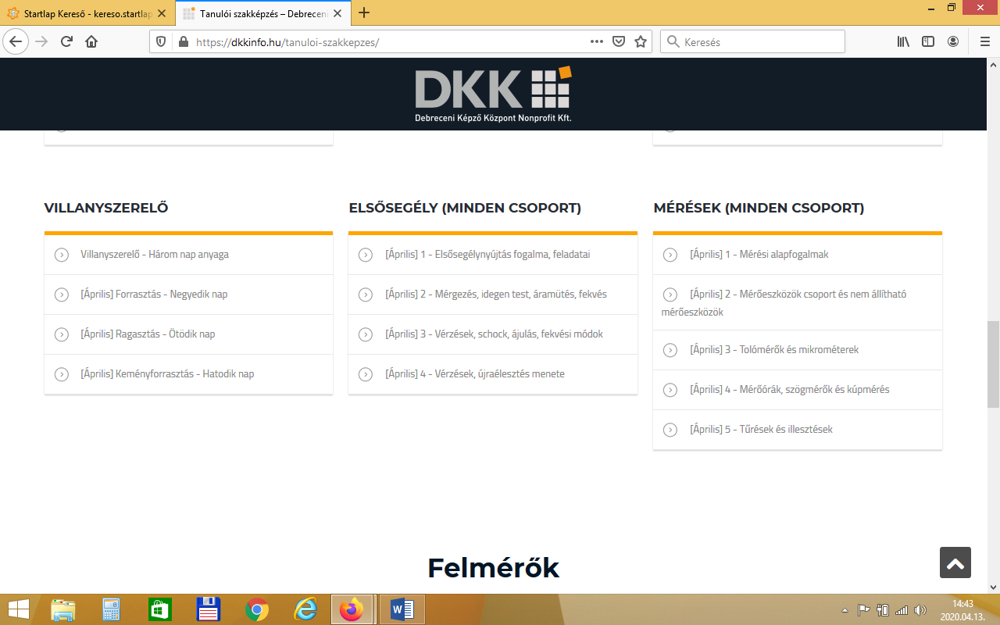 Startlap Kereső - kereso.startlap
Tanulói szakképzés – Debreceni
https://dkkinfo.hu/tanuloi-szakkepzes/
Keresés
DKK
Debreceni Képző Központ Nonprofit Kft.
VILLANYSZERELŐ
Villanyszerelő - Három nap anyaga
[Április] Forrasztás - Negyedik nap
[Április] Ragasztás - Ötödik nap
[Április] Keményforrasztás - Hatodik nap
ELSŐSEGÉLY (MINDEN CSOPORT)
[Április] 1 - Elsősegélynyújtás fogalma, feladatai
[Április] 2 - Mérgezés, idegen test, áramütés, fekvés
[Április] 3 - Vérzések, schock, ájulás, fekvési módok
[Április] 4 - Vérzések, újraélesztés menete
MÉRÉSEK (MINDEN CSOPORT)
[Április] 1 - Mérési alapfogalmak
[Április] 2 - Mérőeszközök csoport és nem állítható
mérőeszközök
[Április] 3 - Tolómérők és mikrométerek
[Április] 4 - Mérőórák, szögmérők és kúpmérés
[Április] 5 - Tűrések és illesztések
Felmérők
14:43
2020.04.13.